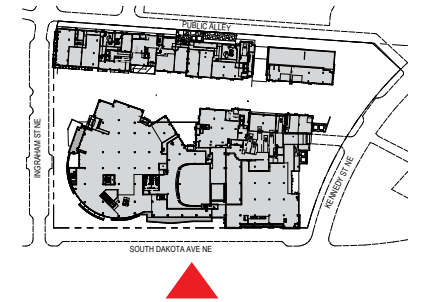 PUBLIC ALLEY
INGRAHAM ST NE
KENNEDY ST NE
SOUTH DAKOTA AVE NE